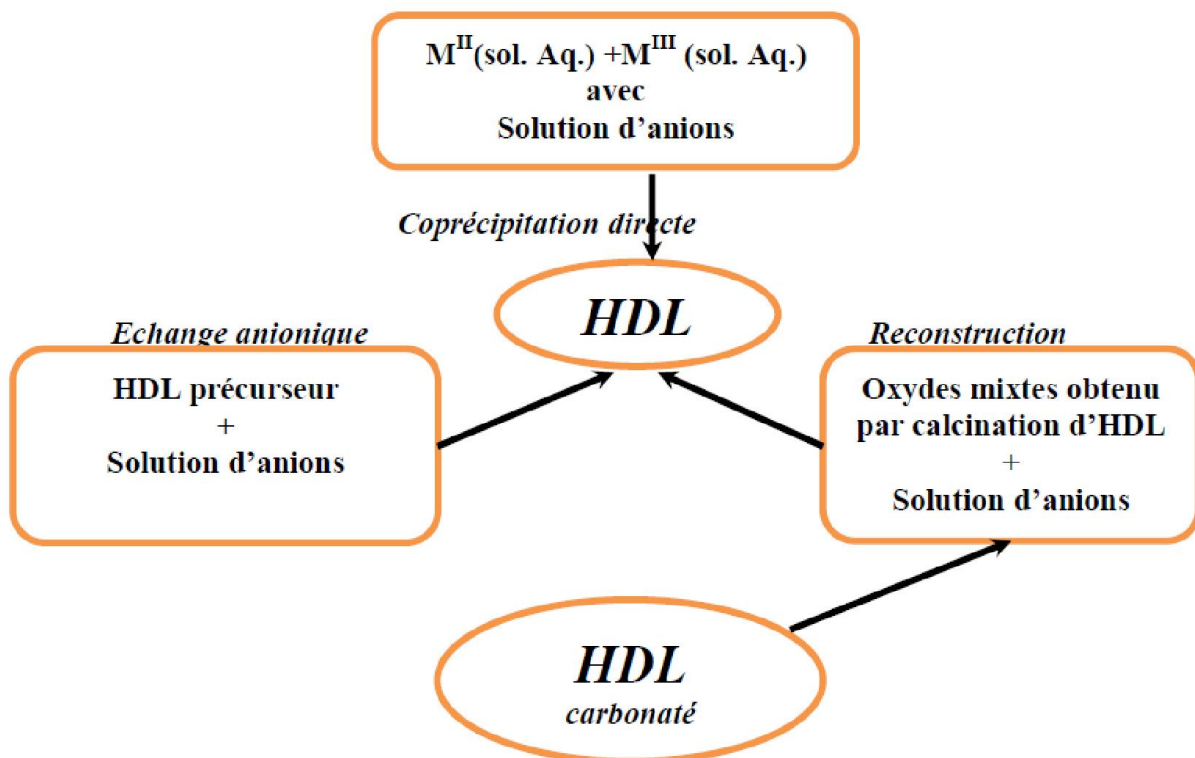 M^II(sol. Aq.) +M^III (sol. Aq.)
avec
Solution d’anions
Coprécipitation directe
HDL
Echange anionique
HDL précurseur
+
Solution d’anions
Reconstruction
Oxydes mixtes obtenu
par calcination d’HDL
+
Solution d’anions
HDL
carbonaté